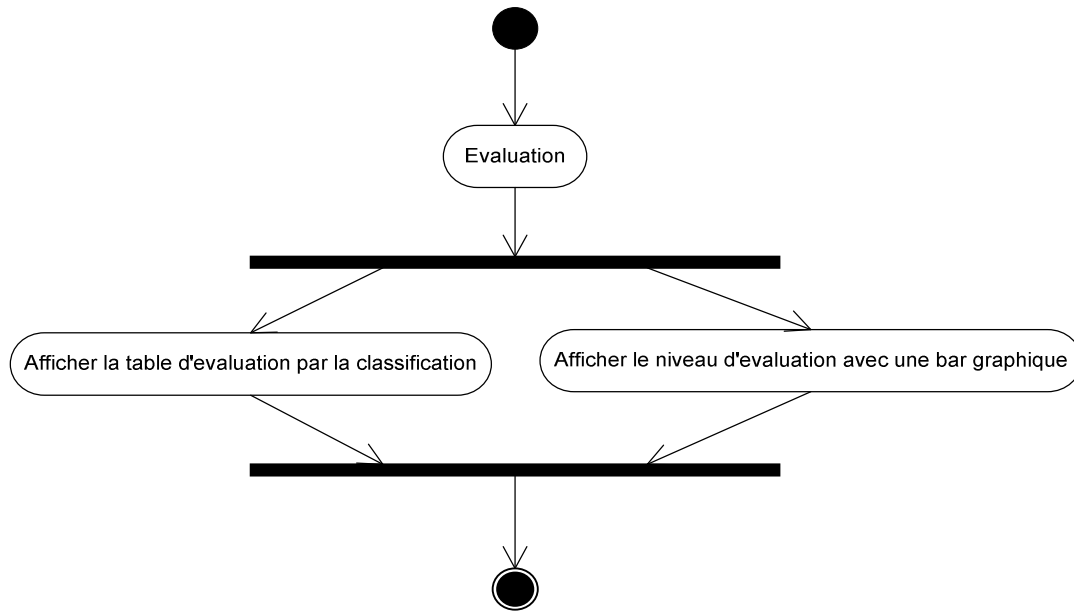 Evaluation
Afficher la table d'evaluation par la classification
Afficher le niveau d'evaluation avec une bar graphique